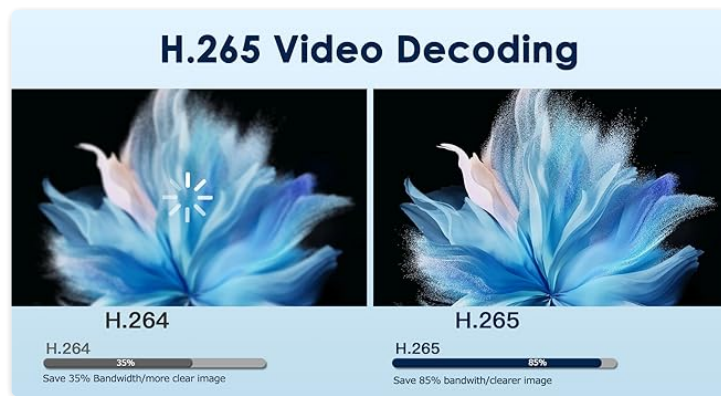 H.265 Video Decoding
H.264
H.265
H.264
H.265
35%
85%
Save 35% Bandwidth/more clear image
Save 85% bandwith/clearer image